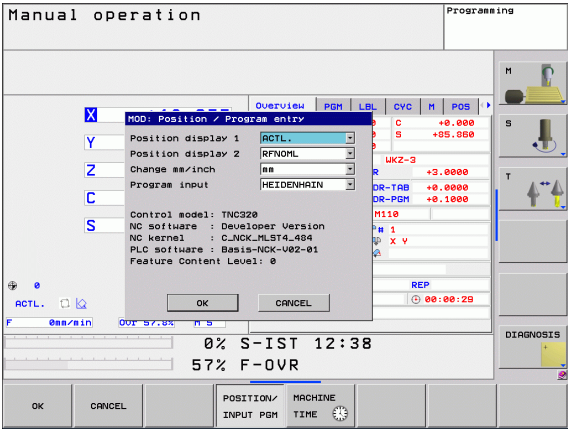 Manual operation
Programming
Overview PGM LBL CYC M POS
X
MOD: Position / Program entry
C +0.000
S +85.860
Y
Position display 1 ACTL.
Position display 2 RFNOML
WKZ-3
Z
Change mm/inch mm
R +3.0000
Program input HEIDENHAIN
DR-TAB +0.0000
C
DR-PGM +0.1000
Control model: TNC320
M110
S
NC software : Developer Version
# 1
NC kernel : C_NCK_MLST4_484
X Y
PLC software : Basis-NCK-V02-01
Feature Content Level: 0
0
REP
ACTL.
OK CANCEL
00:00:29
F 0mm/min Ovr 57.8% M 5
0% S-IST 12:38
57% F-OVR
M
S
T
DIAGNOSIS
OK
CANCEL
POSITION/
INPUT PGM
MACHINE
TIME